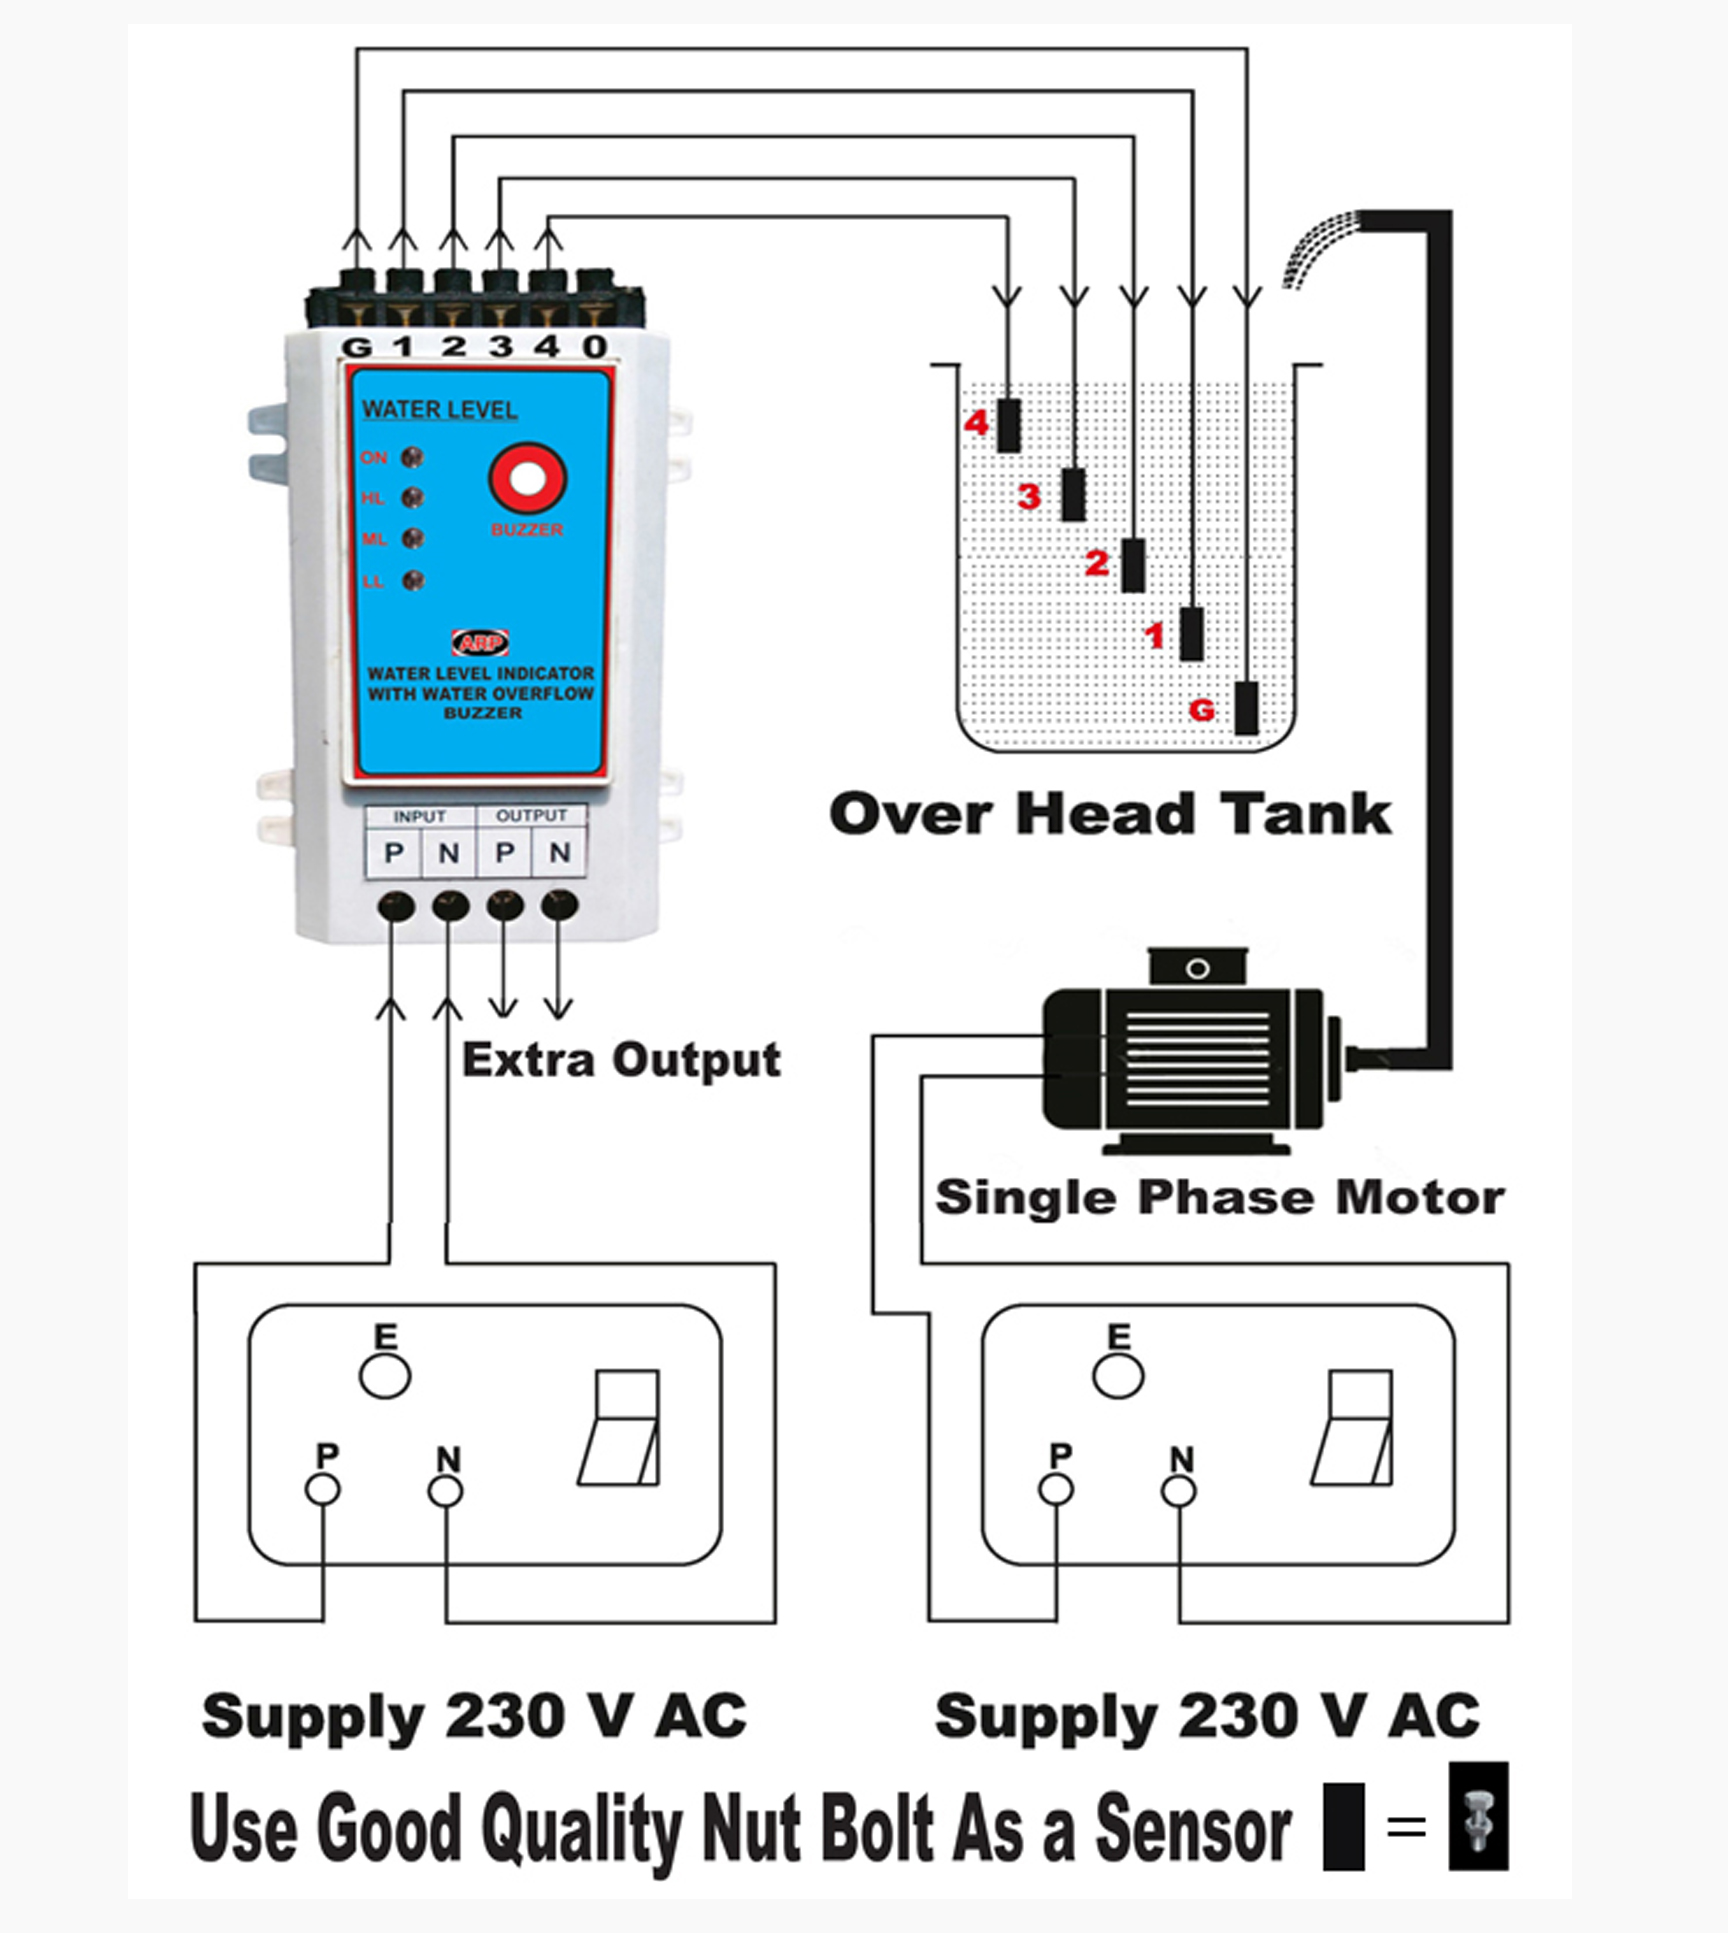 G 1 2 3 4 0
WATER LEVEL
ON
HL
ML
LL
BUZZER
ARP
WATER LEVEL INDICATOR
WITH WATER OVERFLOW
BUZZER
INPUT OUTPUT
P N P N
Extra Output
4
3
2
1
G
Over Head Tank
Single Phase Motor
E
P N
Supply 230 V AC
E
P N
Supply 230 V AC
Use Good Quality Nut Bolt As a Sensor =